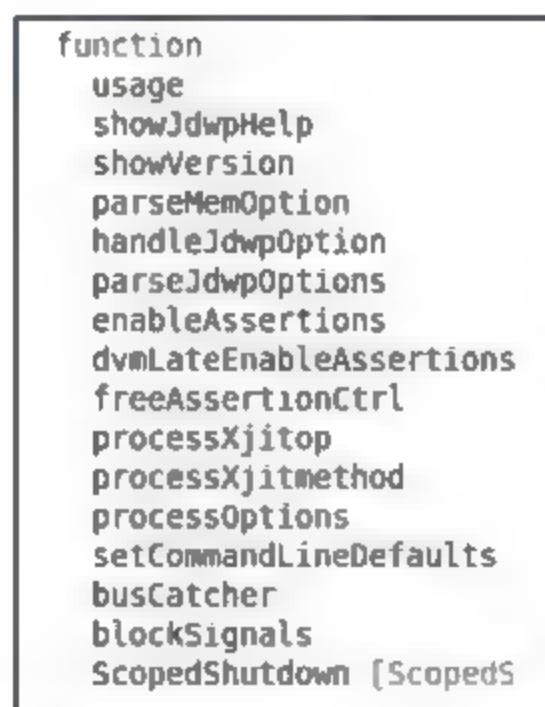 function
usage
showJdwpHelp
showVersion
parseMemOption
handleJdwpOption
parseJdwpOptions
enableAssertions
dvmLateEnableAssertions
freeAssertionCtrl
processXjitop
processXjitmethod
processOptions
setCommandLineDefaults
busCatcher
blockSignals
ScopedShutdown [ScopedS